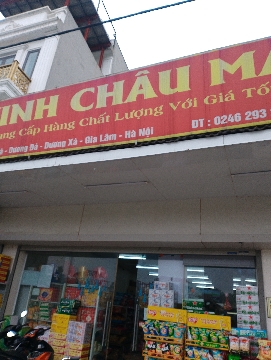 INH CHÂU MA
ung Cấp Hàng Chất Lượng Với Giá Tố
- Dương Đá - Dương Xá - Gia Lâm - Hà Nội
ĐT : 0246 293